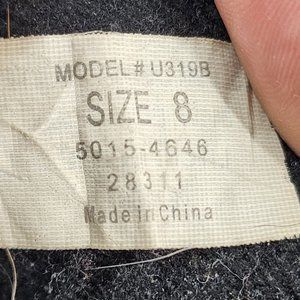 MODEL# U319B
SIZE 8
5015-4646
28311
Made in China